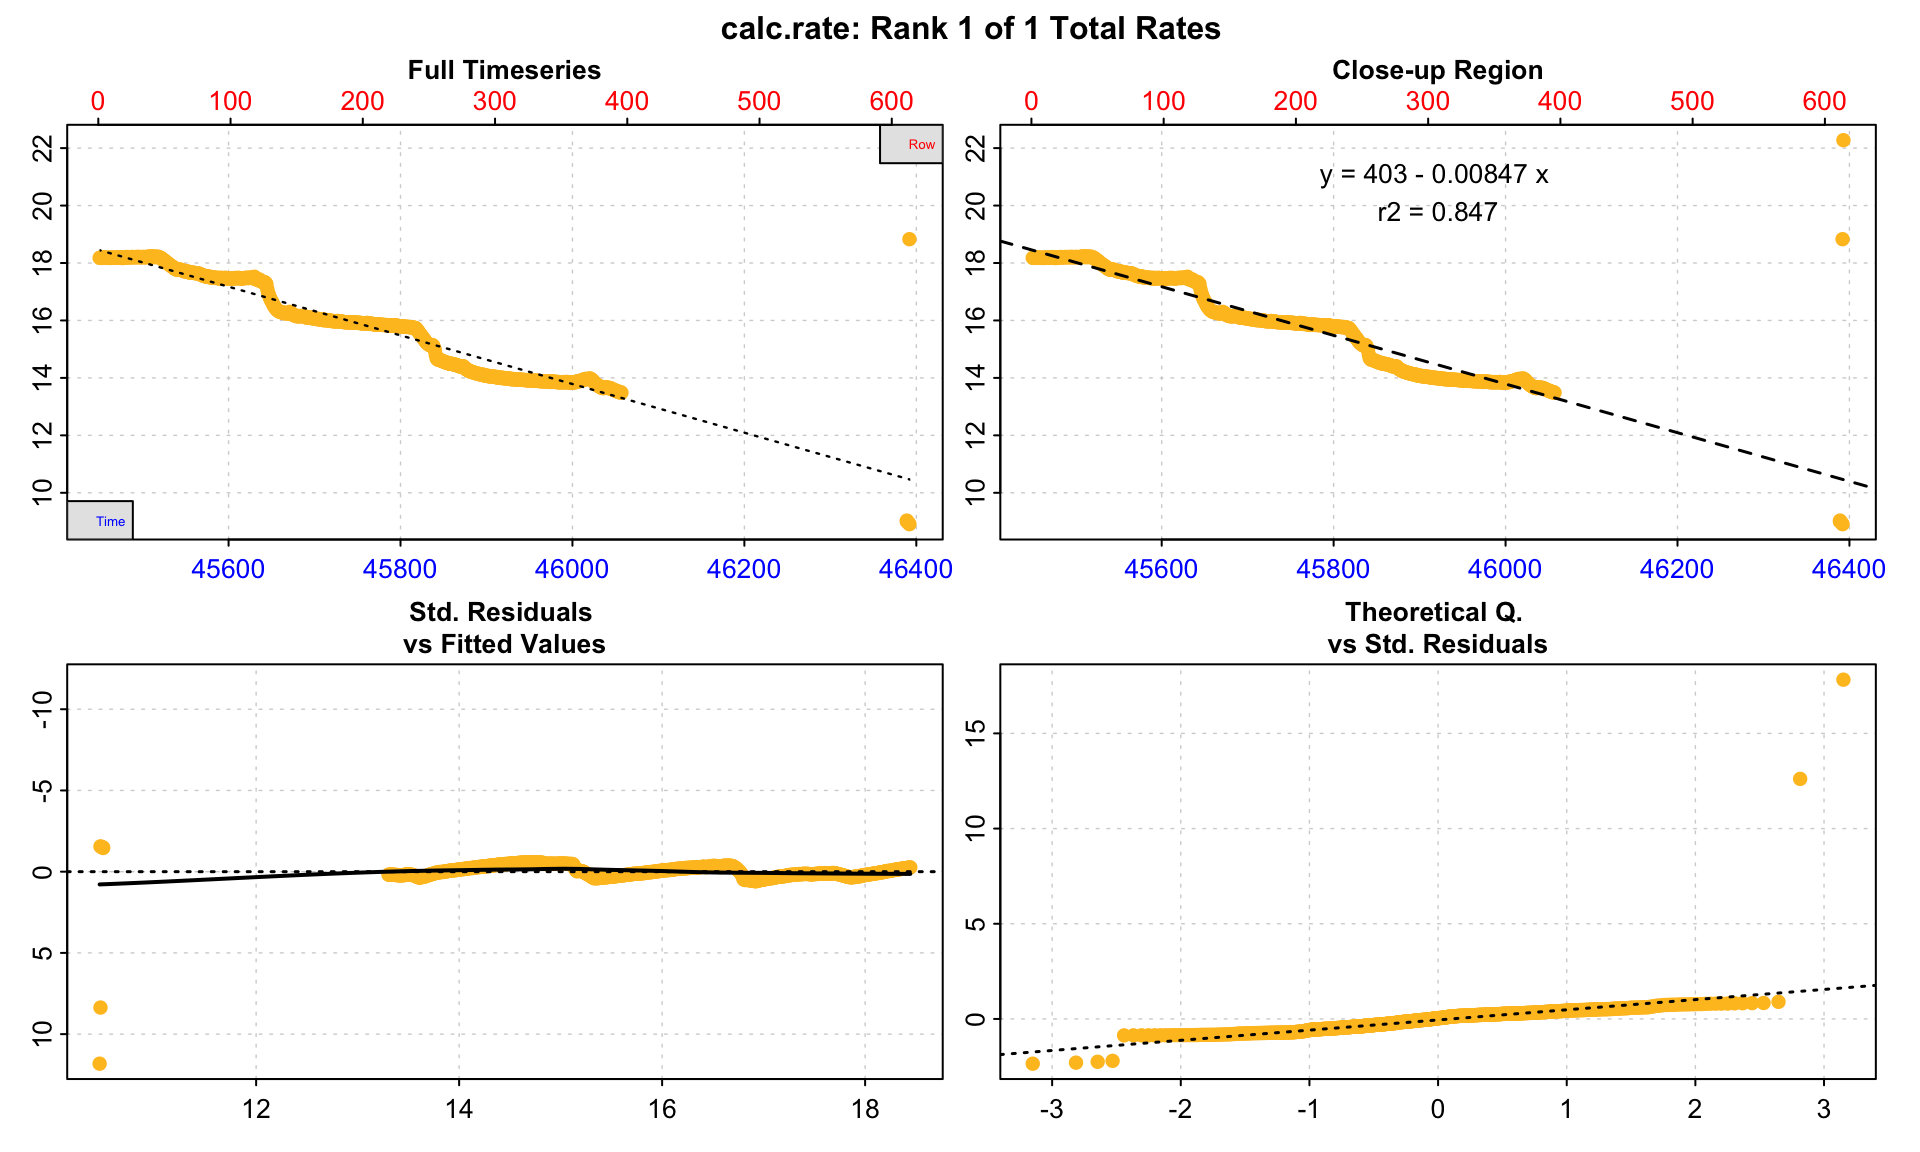 calc.rate: Rank 1 of 1 Total Rates
Full Timeseries
0 100 200 300 400 500 600
Row
22
20
18
16
14
12
10
Time
45600 45800 46000 46200 46400
Close-up Region
0 100 200 300 400 500 600
y = 403 - 0.00847 x
r2 = 0.847
22
20
18
16
14
12
10
45600 45800 46000 46200 46400
Std. Residuals
vs Fitted Values
-10
-5
0
5
10
12 14 16 18
Theoretical Q.
vs Std. Residuals
15
10
5
0
-3 -2 -1 0 1 2 3